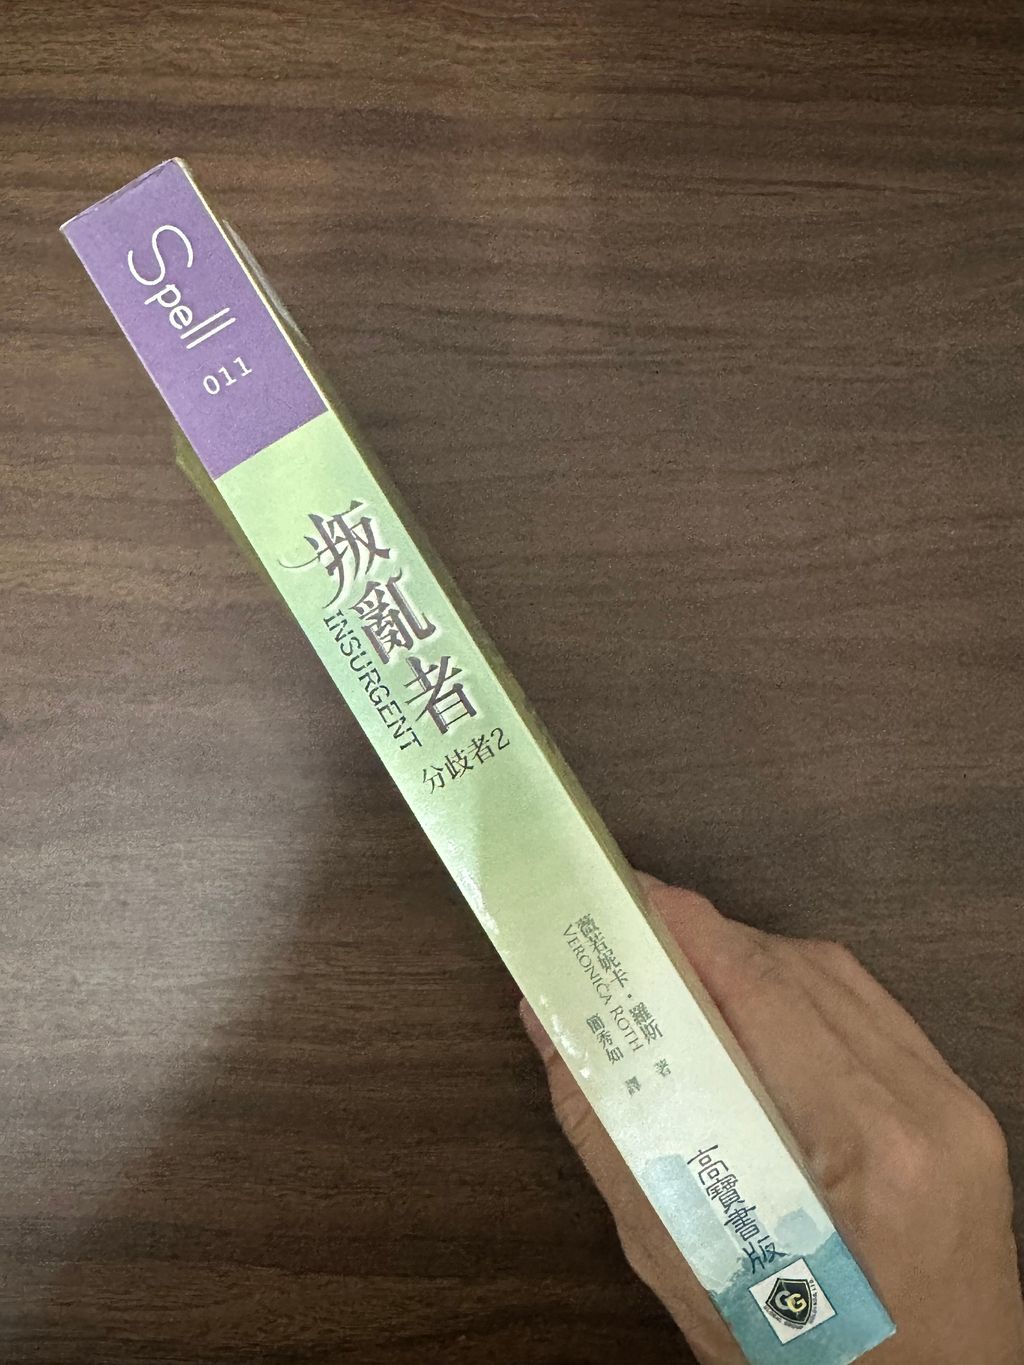 Spell
011
叛亂者
INSURGENT
分歧者2
薇若妮卡・羅斯 著
VERONICA ROTH
簡秀如 譯
高寶書版